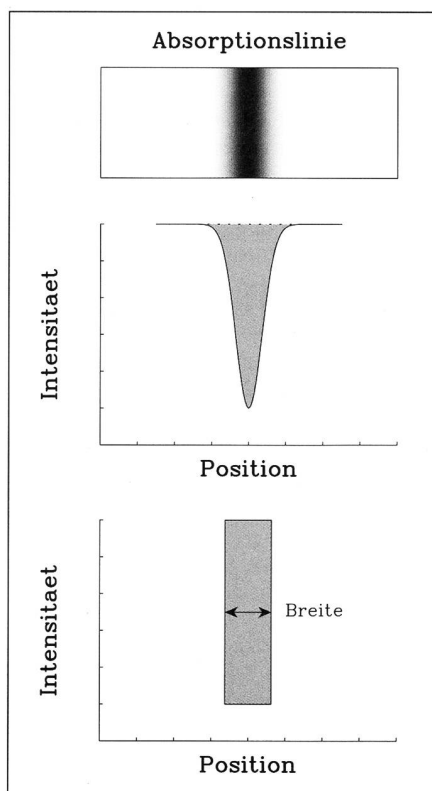 Absorptionslinie
Intensitaet
Position
Intensitaet
Breite
Position